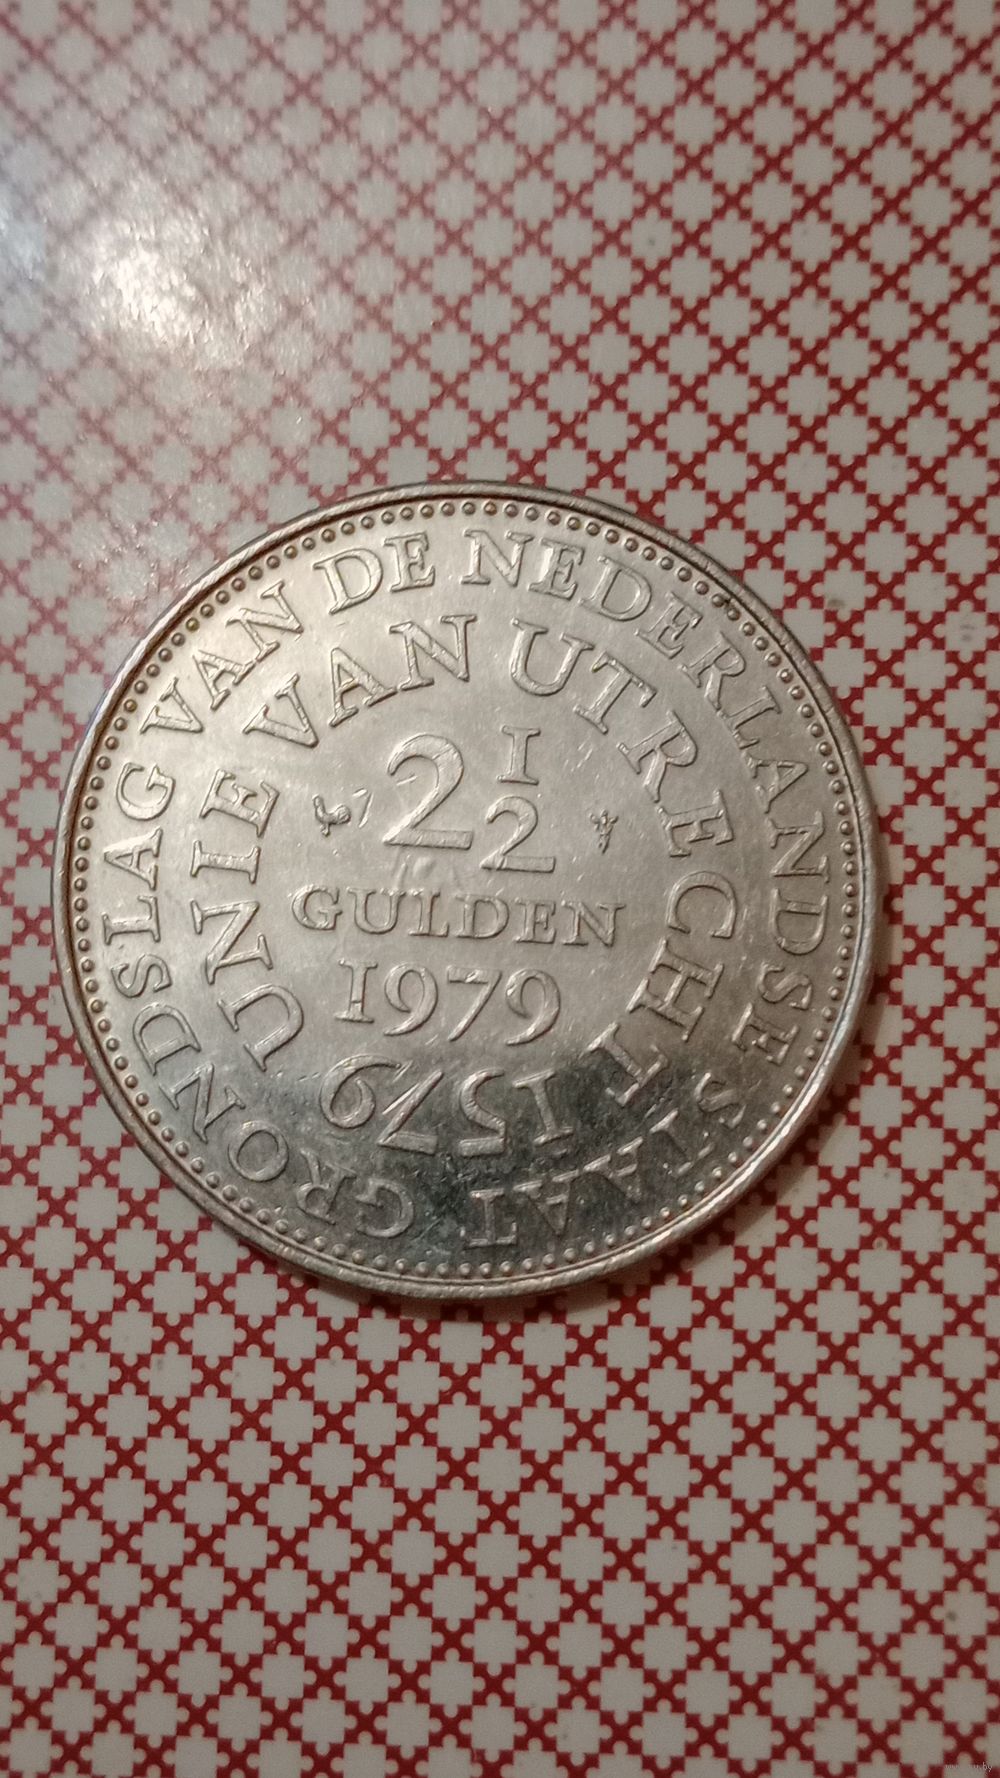 GRONDSLAG VAN DE NEDERLANDSE STAAT
UNIE VAN UTRECHT 1579
2 1/2
GULDEN
1979